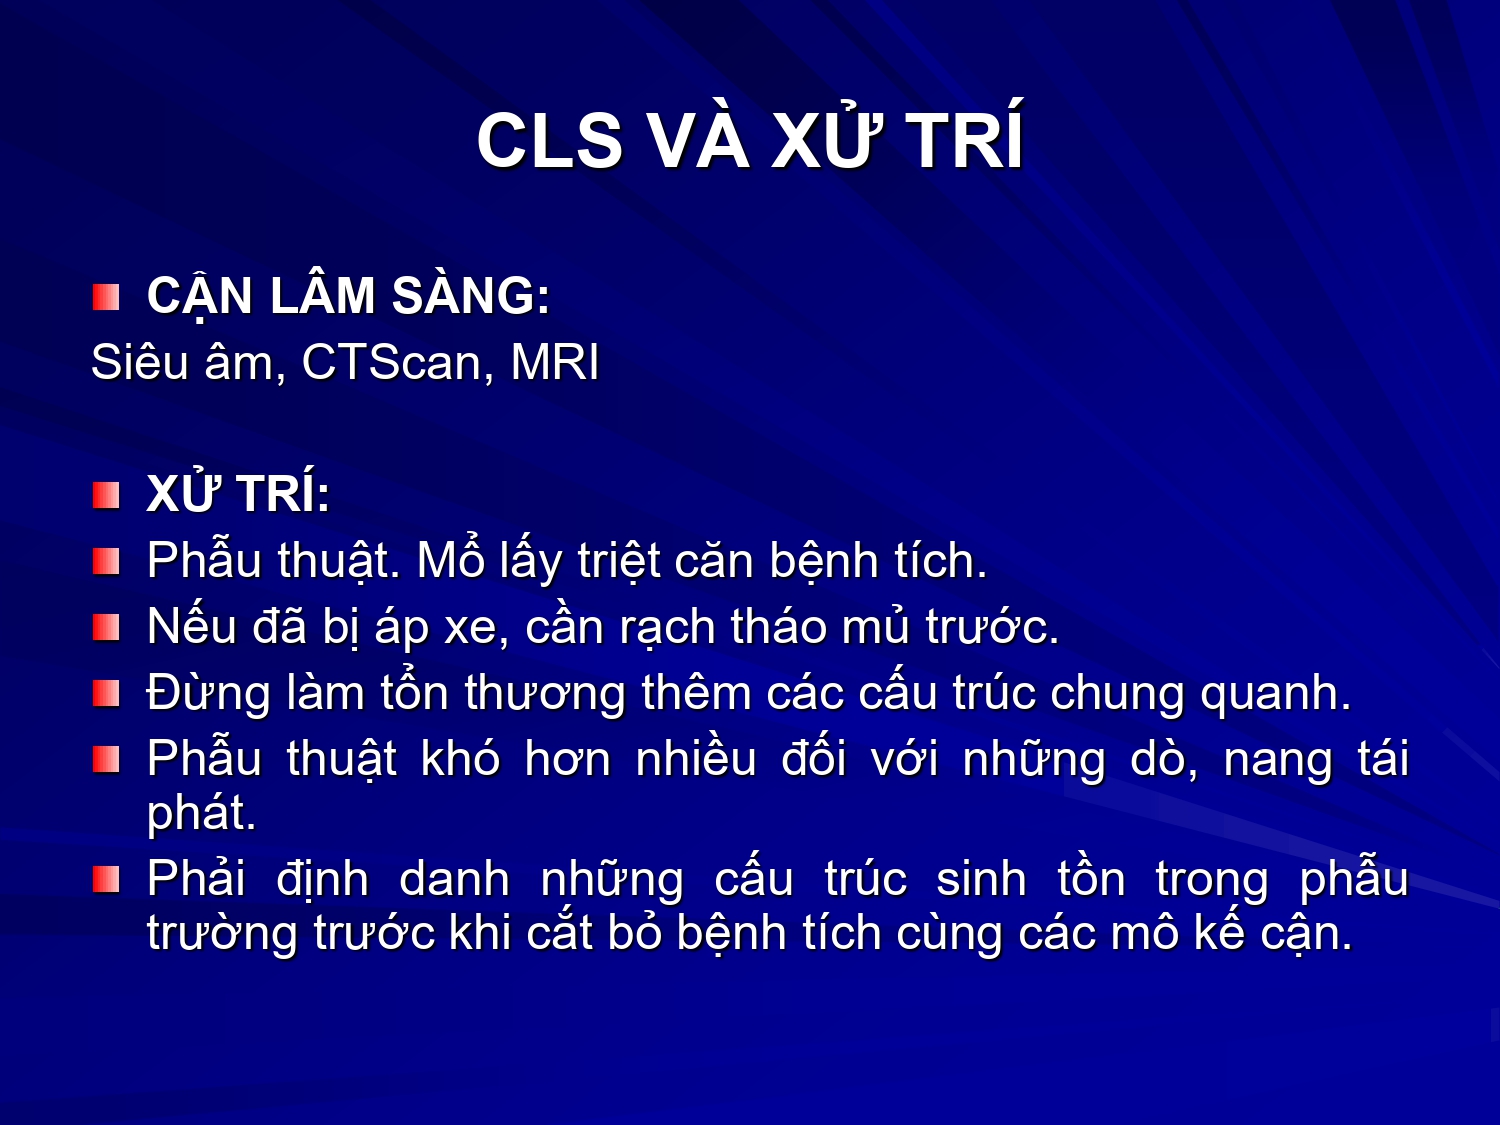 CLS VÀ XỬ TRÍ
CẬN LÂM SÀNG:
Siêu âm, CTScan, MRI
XỬ TRÍ:
Phẫu thuật. Mổ lấy triệt căn bệnh tích.
Nếu đã bị áp xe, cần rạch tháo mủ trước.
Đừng làm tổn thương thêm các cấu trúc chung quanh.
Phẫu thuật khó hơn nhiều đối với những dò, nang tái
phát.
Phải định danh những cấu trúc sinh tồn trong phẫu
trường trước khi cắt bỏ bệnh tích cùng các mô kế cận.